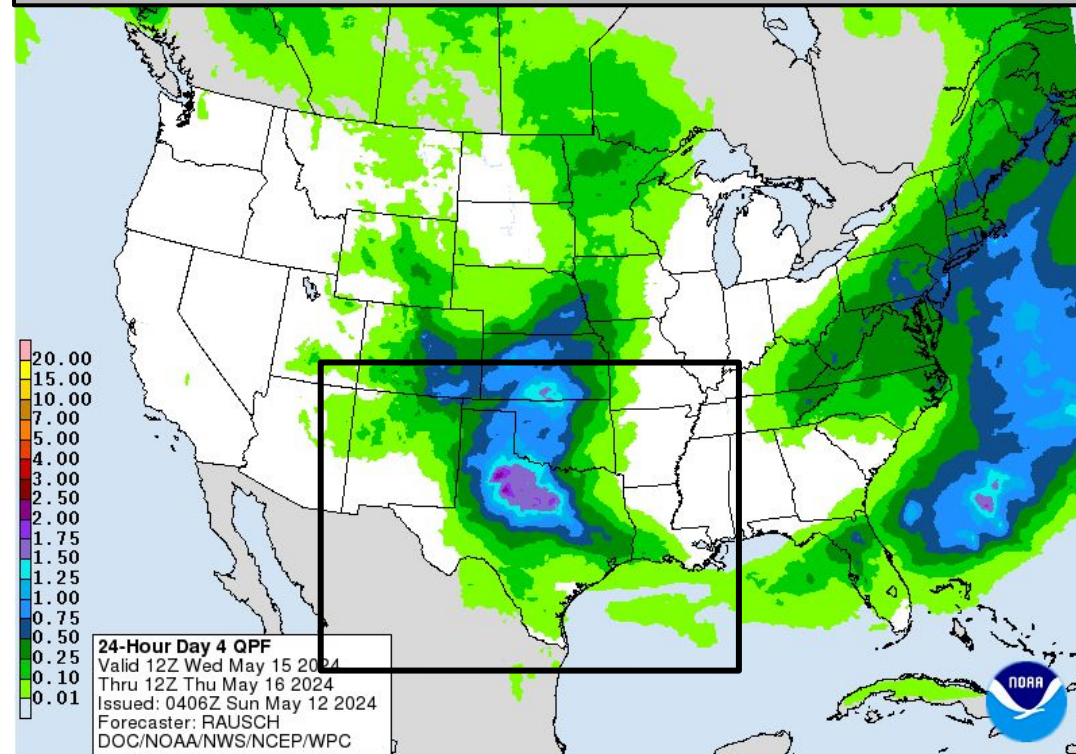 20.00
15.00
10.00
7.00
5.00
4.00
3.00
2.50
2.00
1.75
1.50
1.25
1.00
0.75
0.50
0.25
0.10
0.01
24-Hour Day 4 QPF
Valid 12Z Wed May 15 2024
Thru 12Z Thu May 16 2024
Issued: 0406Z Sun May 12 2024
Forecaster: RAUSCH
DOC/NOAA/NWS/NCEP/WPC
NOAA